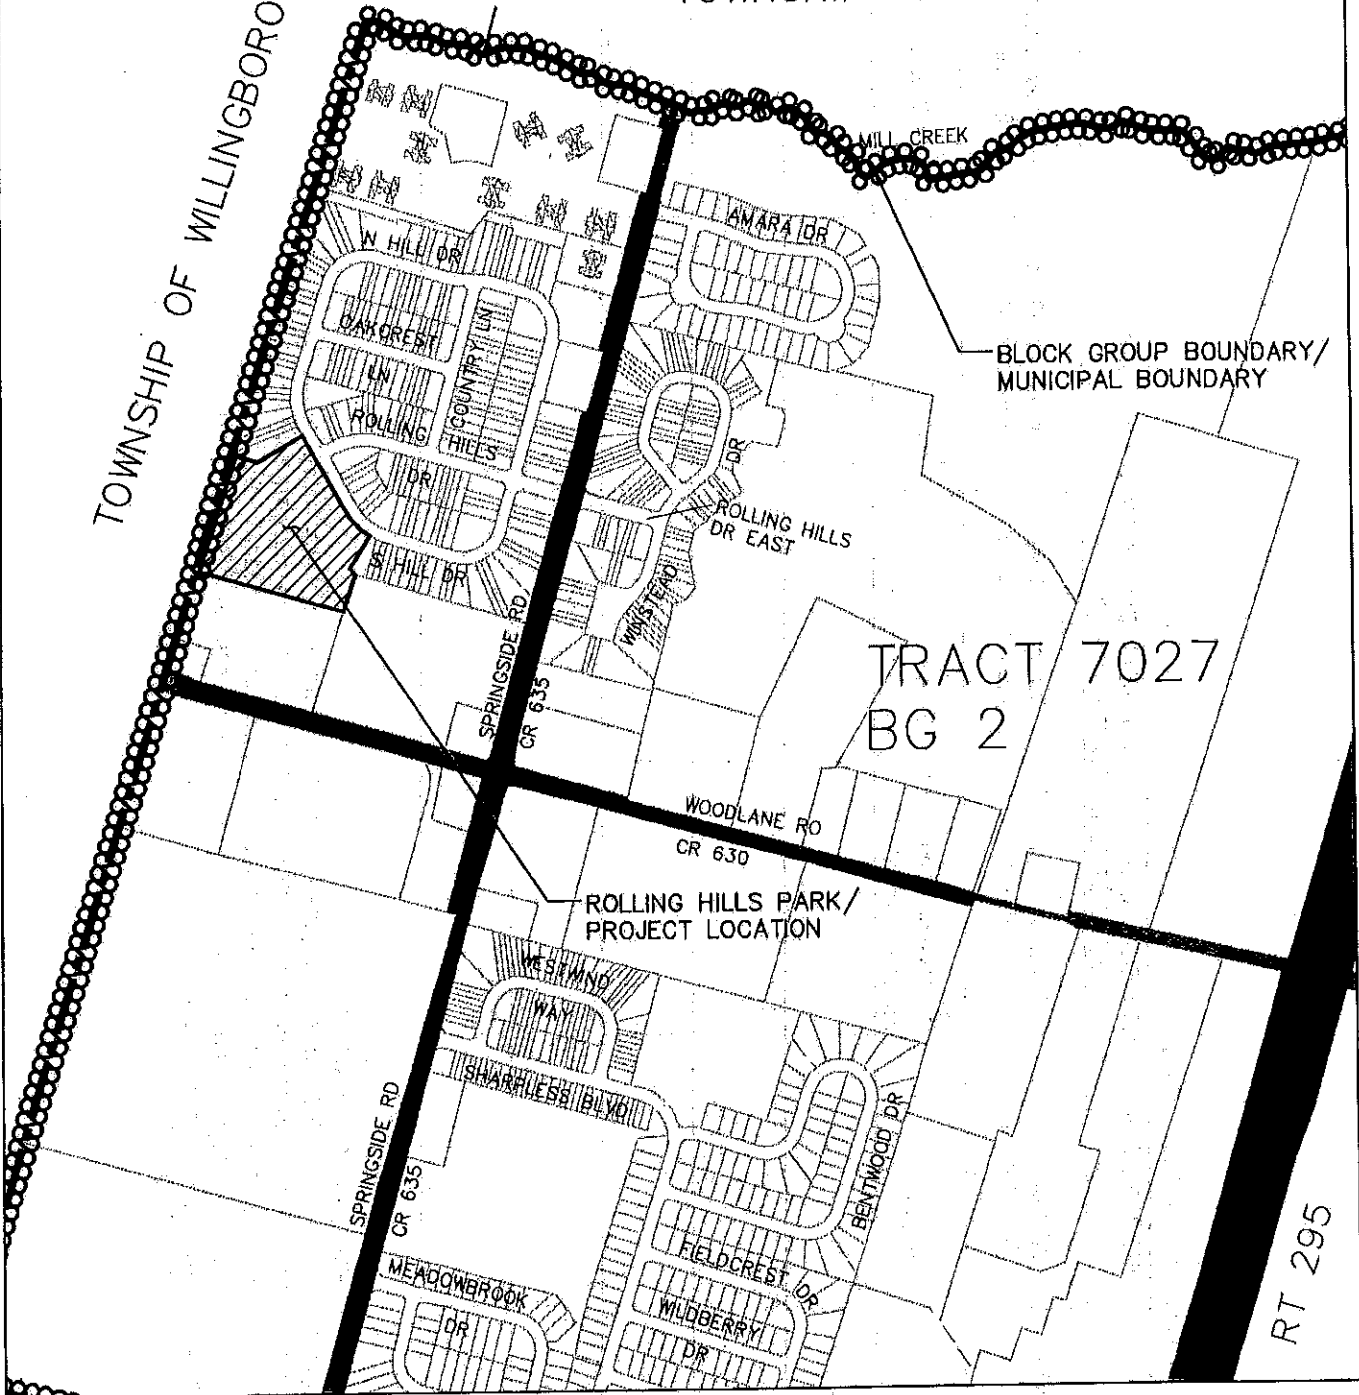 TOWNSHIP OF WILLINGBORO
MILL CREEK
AMARA DR
N HILL DR
OAKCREST
LN
COUNTRY LN
ROLLING HILLS
DR
DR
BLOCK GROUP BOUNDARY/
MUNICIPAL BOUNDARY
ROLLING HILLS
DR EAST
S HILL DR
WINSTEAD
SPRINGSIDE RD
CR 635
TRACT 7027
BG 2
WOODLANE RD
CR 630
ROLLING HILLS PARK/
PROJECT LOCATION
WESTWIND
WAY
SHARPLESS BLVD
SPRINGSIDE RD
CR 635
BENTWOOD DR
FIELDCREST DR
WILDBERRY
DR
MEADOWBROOK
DR
RT 295